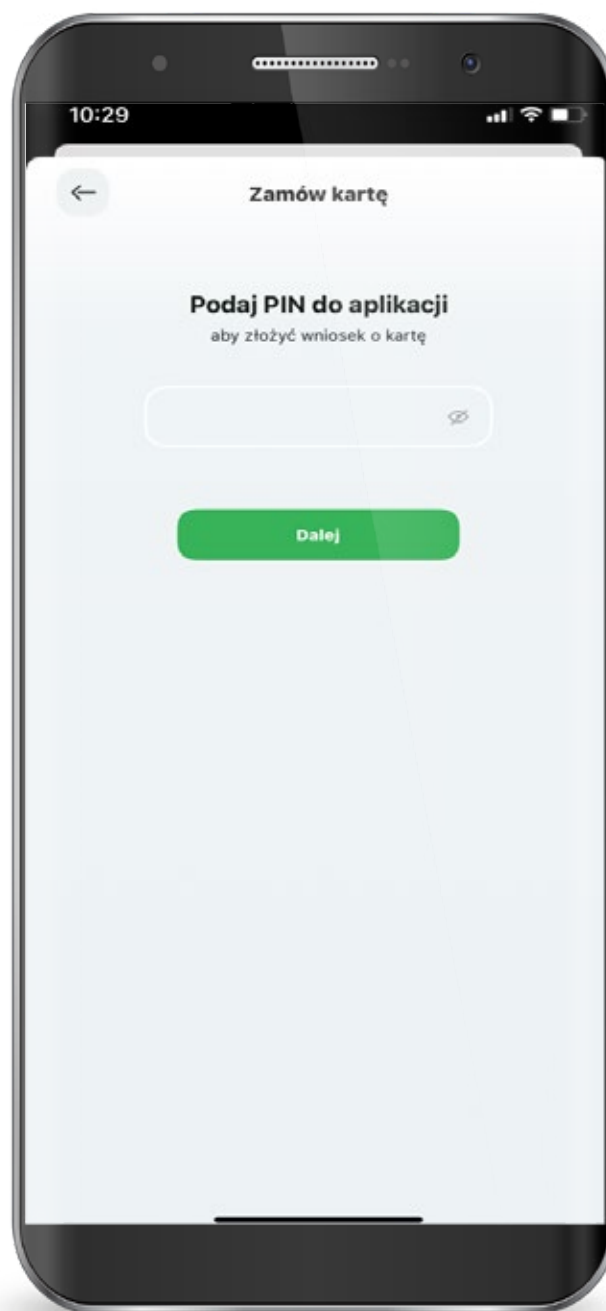 10:29
Zamów kartę
Podaj PIN do aplikacji
aby złożyć wniosek o kartę
Dalej